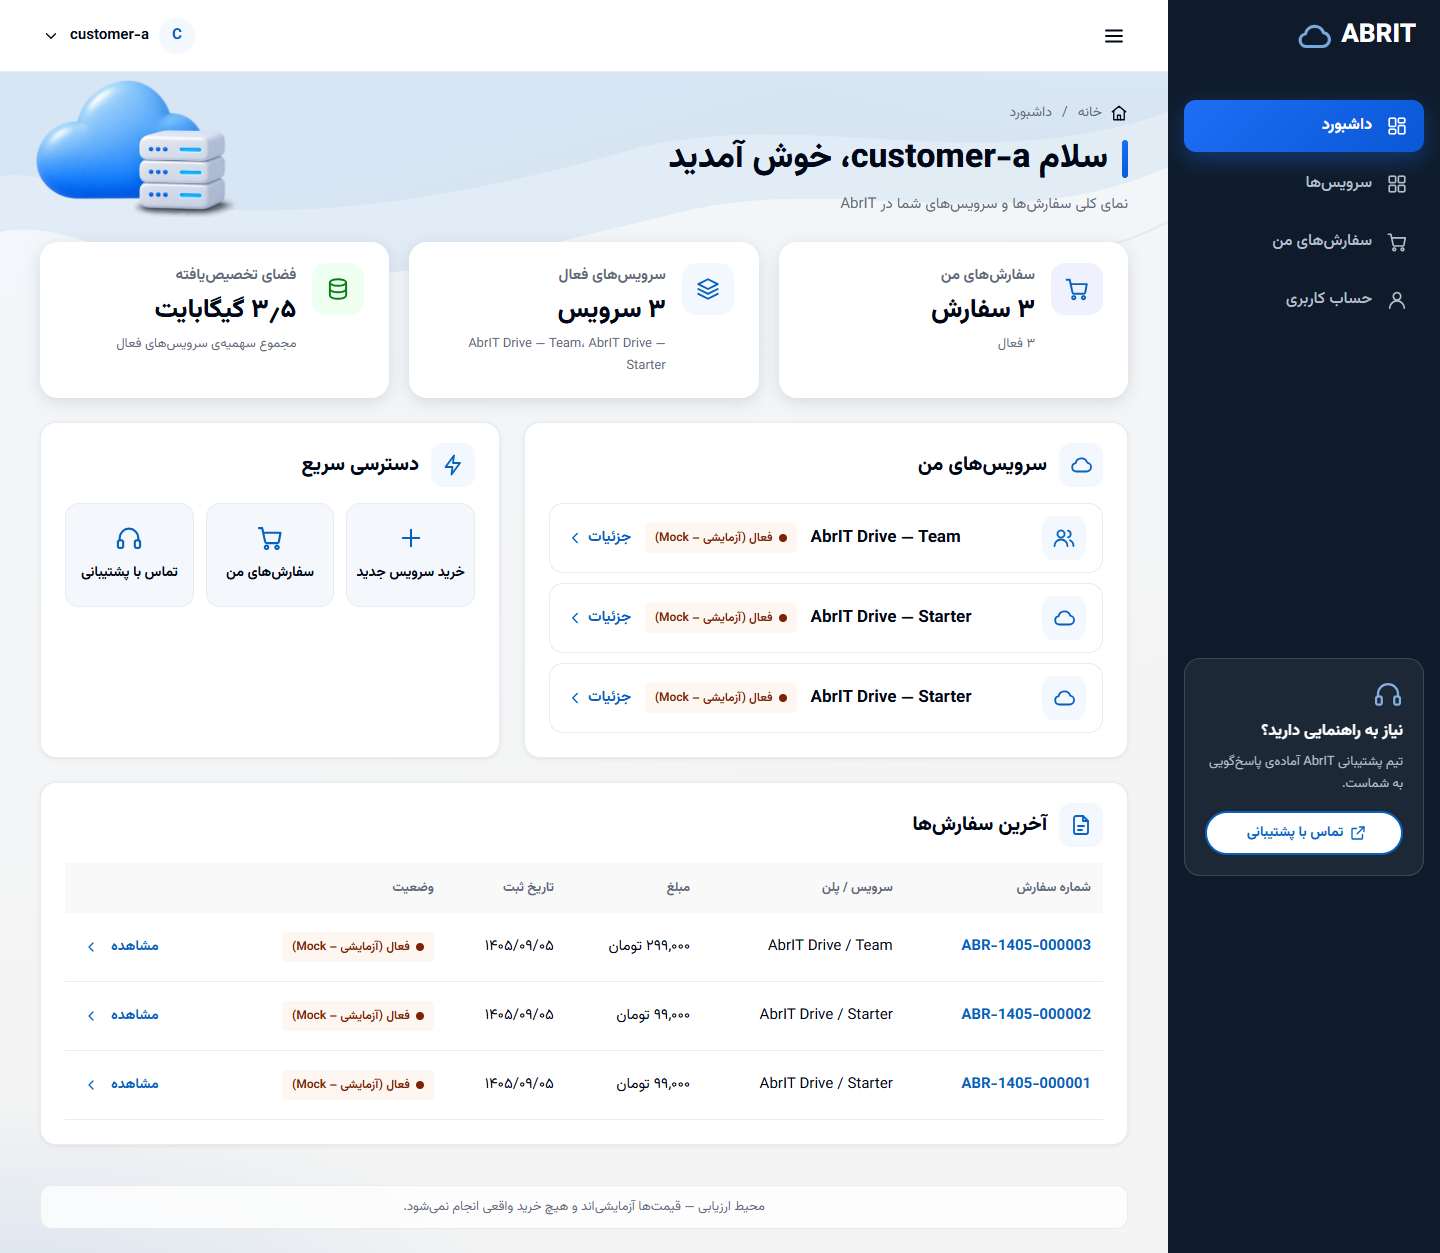 ABRIT
داشبورد
سرویس‌ها
سفارش‌های من
حساب کاربری
نیاز به راهنمایی دارید؟
تیم پشتیبانی AbrIT آماده‌ی پاسخ‌گویی
به شماست.
تماس با پشتیبانی
C customer-a
خانه / داشبورد
سلام customer-a، خوش آمدید
نمای کلی سفارش‌ها و سرویس‌های شما در AbrIT
سفارش‌های من
۳ سفارش
۳ فعال
سرویس‌های فعال
۳ سرویس
AbrIT Drive — Team، AbrIT Drive —
Starter
فضای تخصیص‌یافته
۳٫۵ گیگابایت
مجموع سهمیه‌ی سرویس‌های فعال
سرویس‌های من
AbrIT Drive — Team فعال (آزمایشی – Mock) جزئیات
AbrIT Drive — Starter فعال (آزمایشی – Mock) جزئیات
AbrIT Drive — Starter فعال (آزمایشی – Mock) جزئیات
دسترسی سریع
خرید سرویس جدید
سفارش‌های من
تماس با پشتیبانی
آخرین سفارش‌ها
شماره سفارش سرویس / پلن مبلغ تاریخ ثبت وضعیت
ABR-1405-000003 AbrIT Drive / Team ۲۹۹,۰۰۰ تومان ۱۴۰۵/۰۹/۰۵ فعال (آزمایشی – Mock) مشاهده
ABR-1405-000002 AbrIT Drive / Starter ۹۹,۰۰۰ تومان ۱۴۰۵/۰۹/۰۵ فعال (آزمایشی – Mock) مشاهده
ABR-1405-000001 AbrIT Drive / Starter ۹۹,۰۰۰ تومان ۱۴۰۵/۰۹/۰۵ فعال (آزمایشی – Mock) مشاهده
محیط ارزیابی — قیمت‌ها آزمایشی‌اند و هیچ خرید واقعی انجام نمی‌شود.